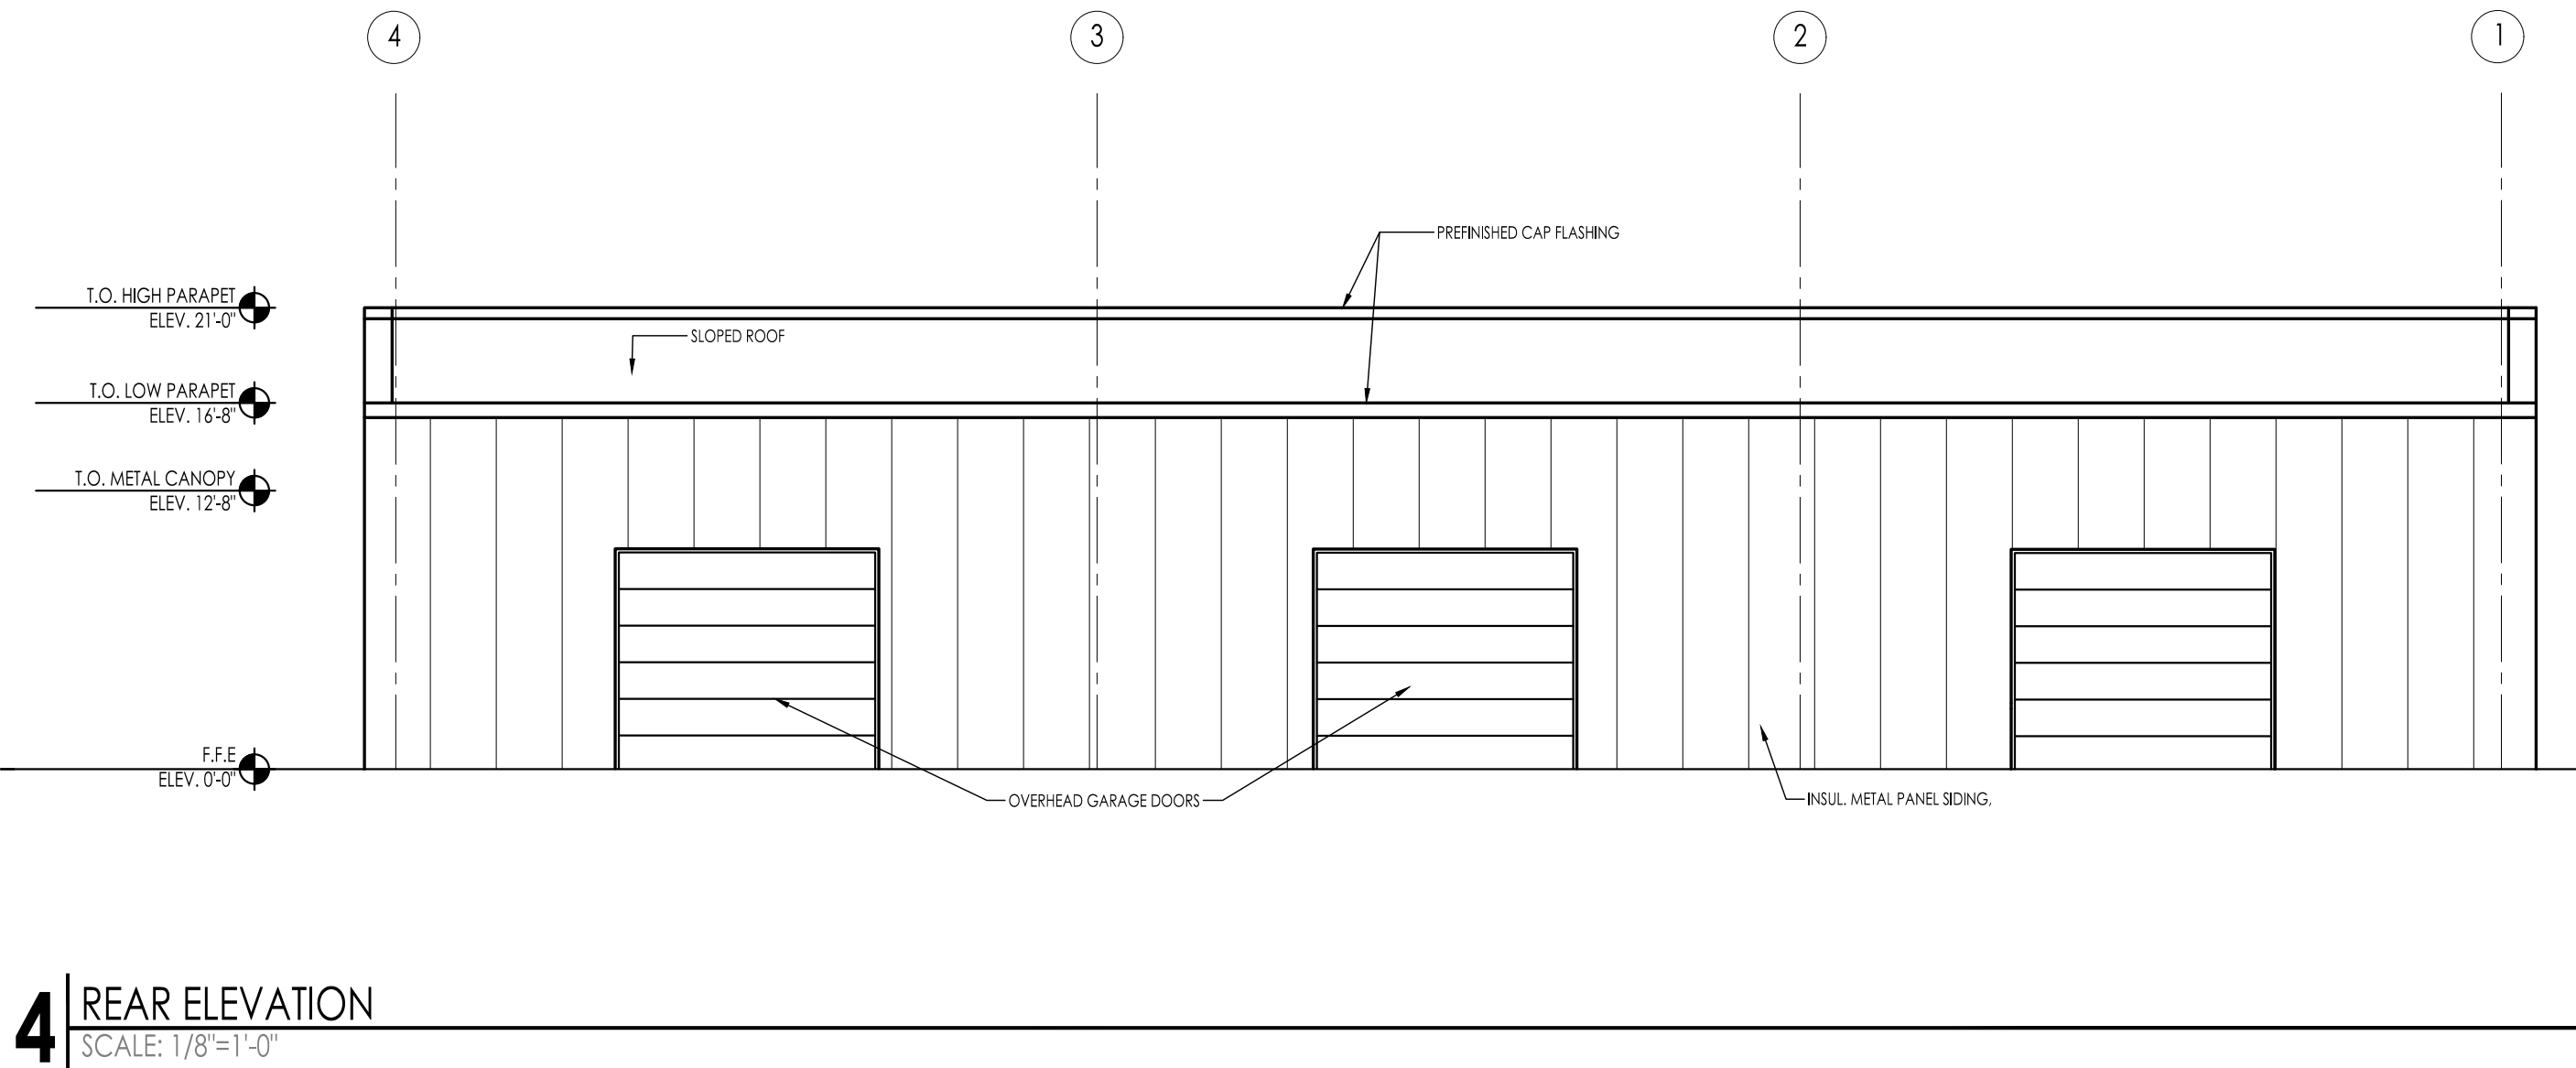 4
3
2
1
PREFINISHED CAP FLASHING
T.O. HIGH PARAPET
ELEV. 21'-0"
SLOPED ROOF
T.O. LOW PARAPET
ELEV. 16'-8"
T.O. METAL CANOPY
ELEV. 12'-8"
F.F.E
ELEV. 0'-0"
OVERHEAD GARAGE DOORS
INSUL. METAL PANEL SIDING,
4
REAR ELEVATION
SCALE: 1/8"=1'-0"